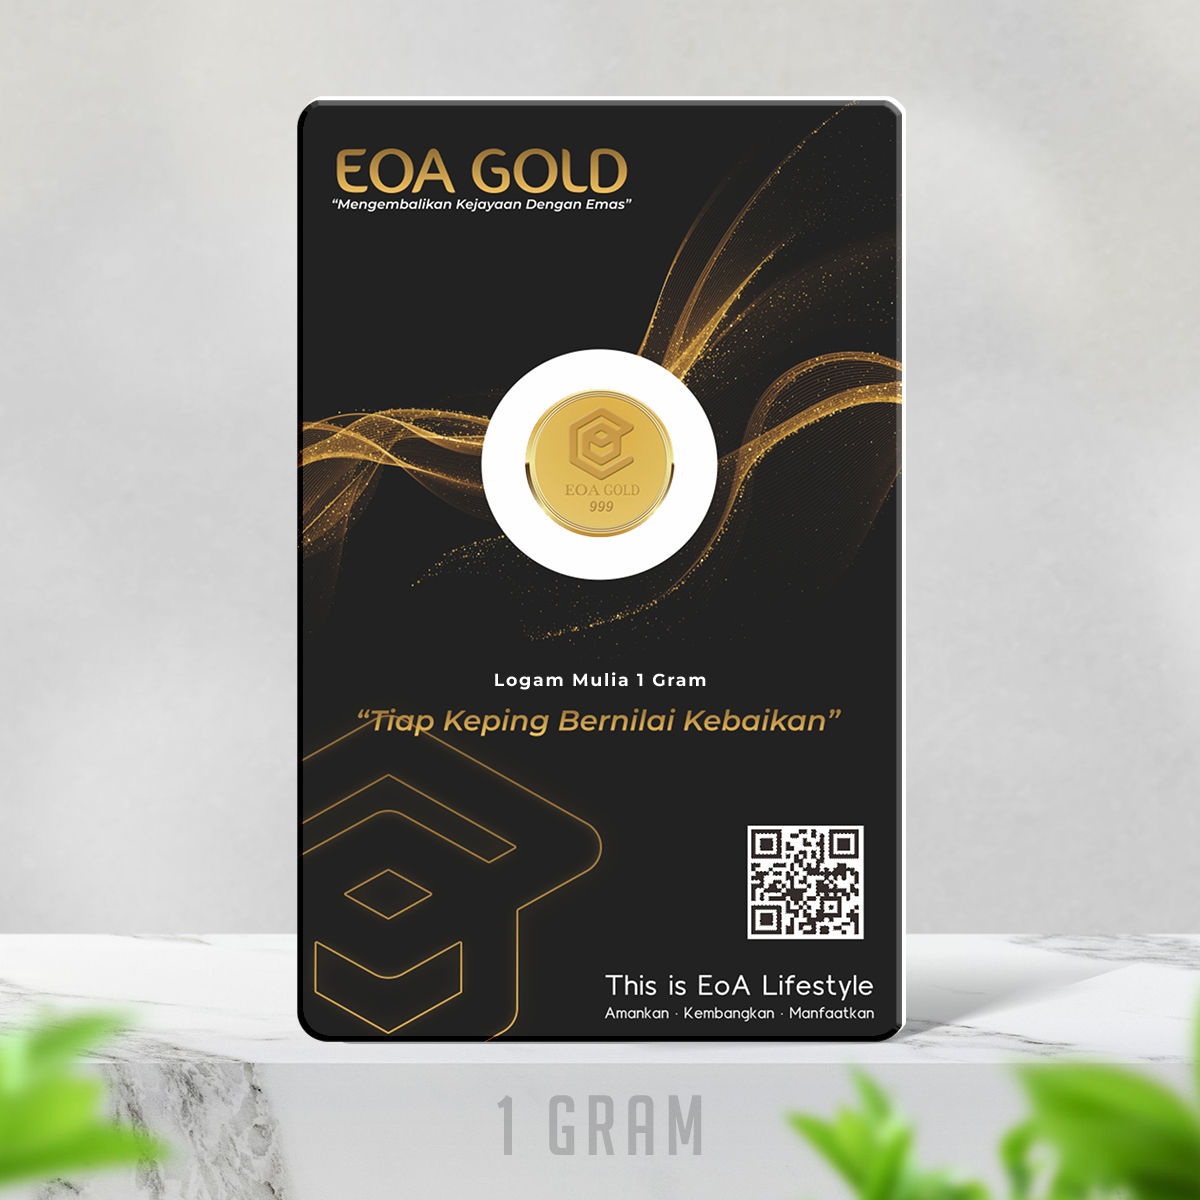 EOA GOLD
“Mengembalikan Kejayaan Dengan Emas”
EOA GOLD
999
Logam Mulia 1 Gram
“Tiap Keping Bernilai Kebaikan”
This is EoA Lifestyle
Amankan · Kembangkan · Manfaatkan
1 GRAM